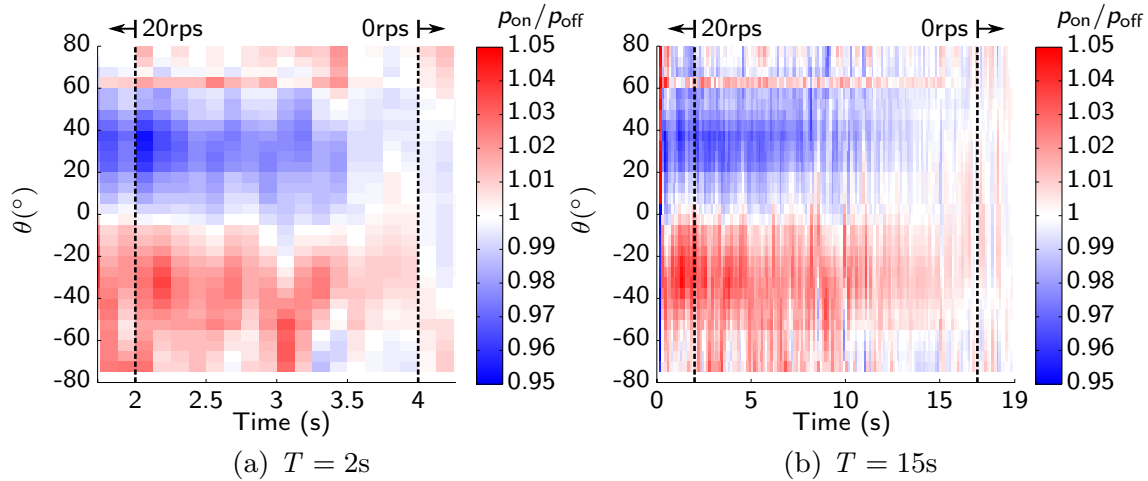 20rps 0rps p_on/p_off 20rps 0rps p_on/p_off
80 1.05 80 1.05
60 1.04 60 1.04
40 1.03 40 1.03
20 1.02 20 1.02
1.01 1.01
θ(°) 0 1 θ(°) 0 1
-20 0.99 -20 0.99
-40 0.98 -40 0.98
0.97 0.97
-60 0.96 -60 0.96
-80 0.95 -80 0.95
2 2.5 3 3.5 4 0 5 10 15 17 19
Time (s) Time (s)
(a) T = 2s (b) T = 15s